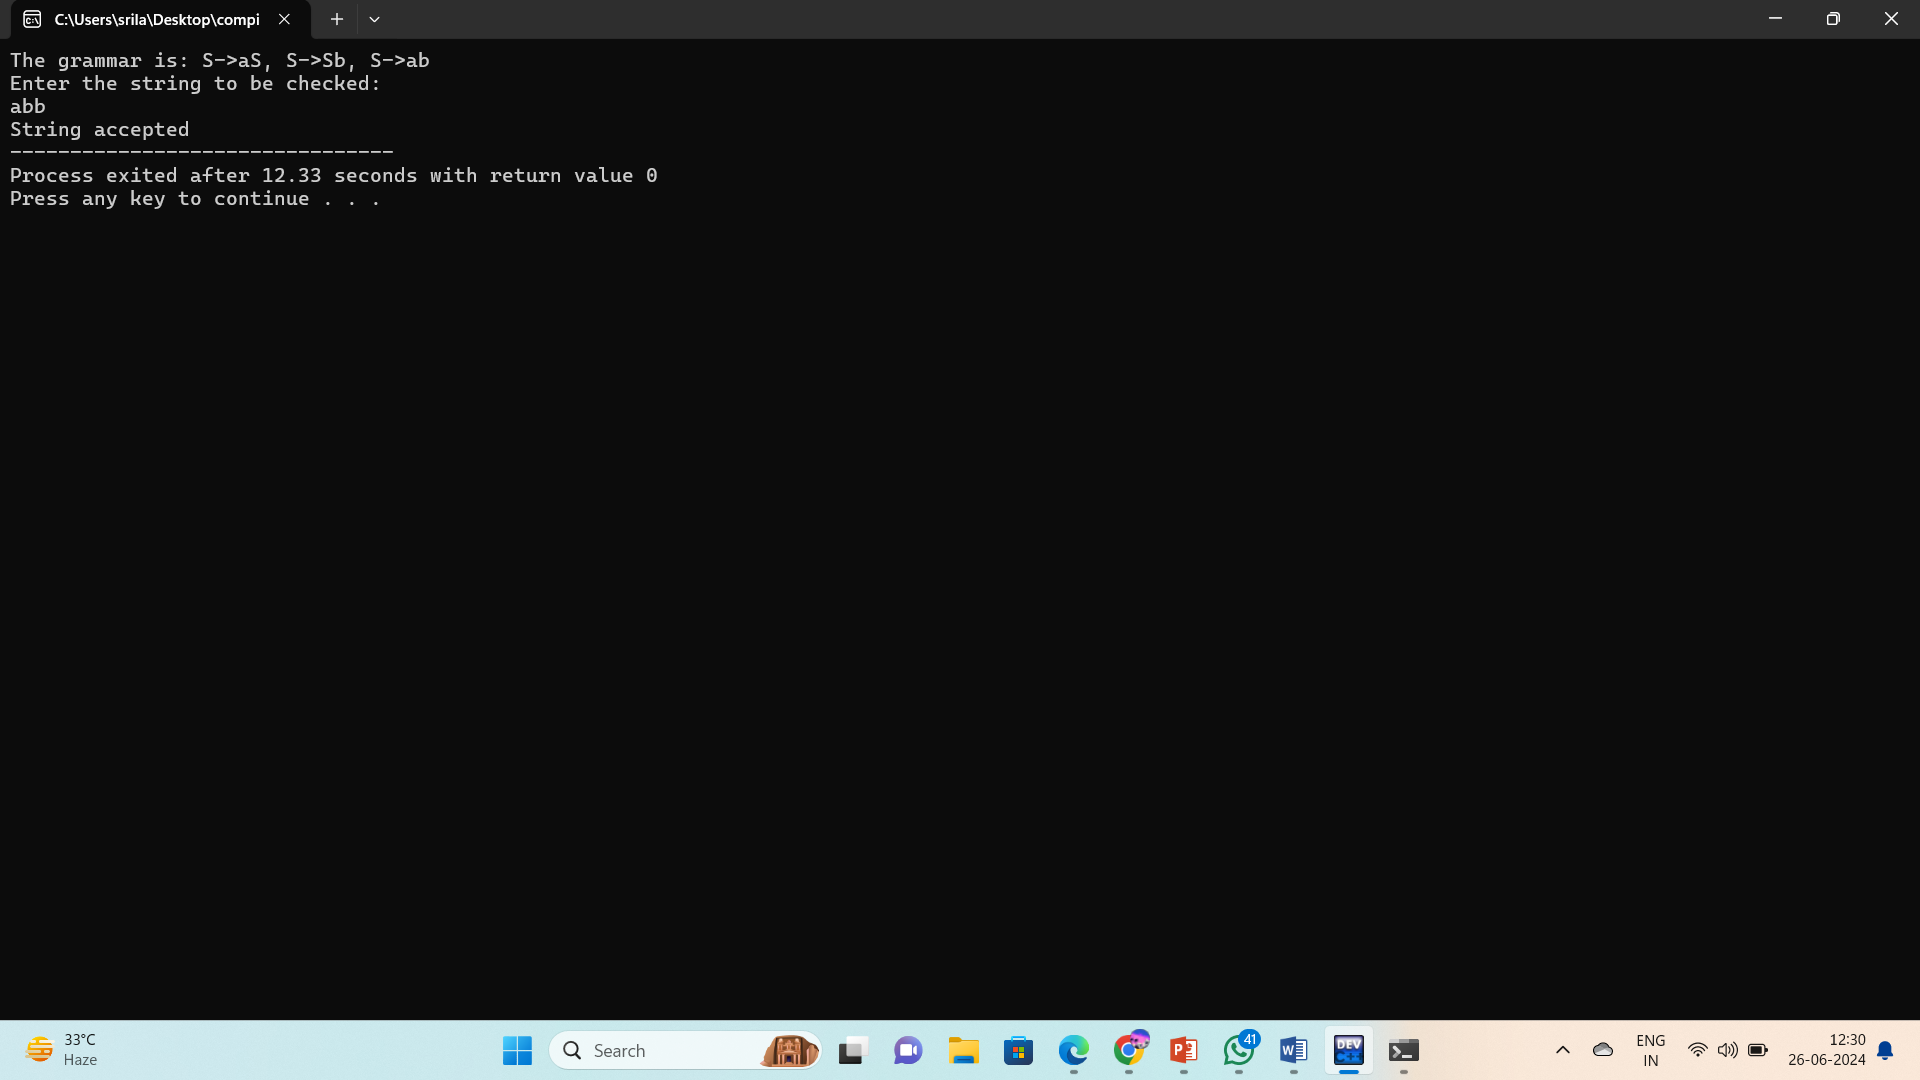 C:\Users\srila\Desktop\compi
The grammar is: S->aS, S->Sb, S->ab
Enter the string to be checked:
abb
String accepted
--------------------------------
Process exited after 12.33 seconds with return value 0
Press any key to continue . . .
33°C
Haze
Search
41
DEV
C++
ENG
IN
12:30
26-06-2024